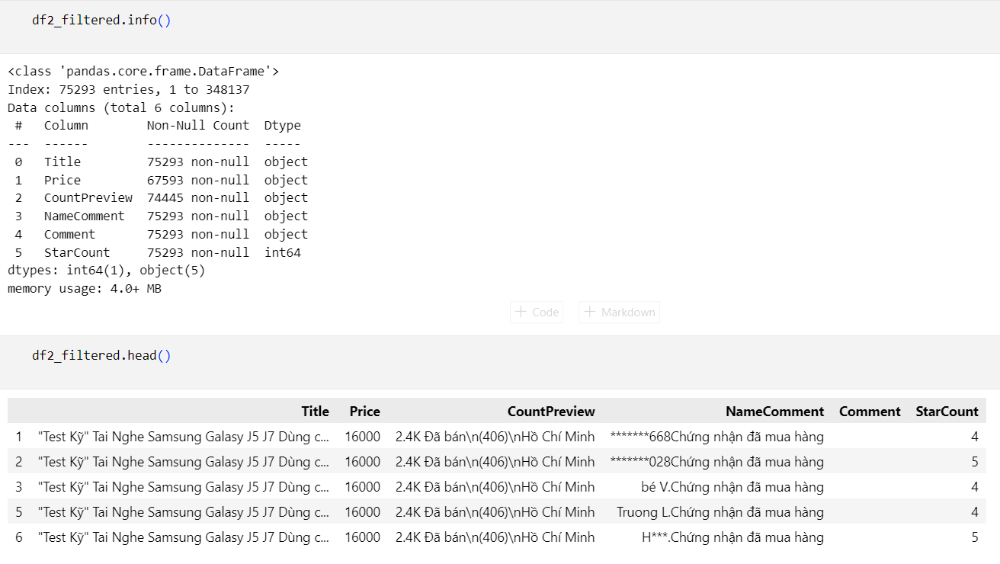 df2_filtered.info()
<class 'pandas.core.frame.DataFrame'>
Index: 75293 entries, 1 to 348137
Data columns (total 6 columns):
 #   Column        Non-Null Count  Dtype
---  ------        --------------  -----
 0   Title         75293 non-null  object
 1   Price         67593 non-null  object
 2   CountPreview  74445 non-null  object
 3   NameComment   75293 non-null  object
 4   Comment       75293 non-null  object
 5   StarCount     75293 non-null  int64
dtypes: int64(1), object(5)
memory usage: 4.0+ MB
+ Code + Markdown
df2_filtered.head()
Title Price CountPreview NameComment Comment StarCount
1 "Test Kỹ" Tai Nghe Samsung Galasy J5 J7 Dùng c... 16000 2.4K Đã bán\n(406)\nHồ Chí Minh *******668Chứng nhận đã mua hàng 4
2 "Test Kỹ" Tai Nghe Samsung Galasy J5 J7 Dùng c... 16000 2.4K Đã bán\n(406)\nHồ Chí Minh *******028Chứng nhận đã mua hàng 5
3 "Test Kỹ" Tai Nghe Samsung Galasy J5 J7 Dùng c... 16000 2.4K Đã bán\n(406)\nHồ Chí Minh bé V.Chứng nhận đã mua hàng 4
5 "Test Kỹ" Tai Nghe Samsung Galasy J5 J7 Dùng c... 16000 2.4K Đã bán\n(406)\nHồ Chí Minh Truong L.Chứng nhận đã mua hàng 4
6 "Test Kỹ" Tai Nghe Samsung Galasy J5 J7 Dùng c... 16000 2.4K Đã bán\n(406)\nHồ Chí Minh H***.Chứng nhận đã mua hàng 5